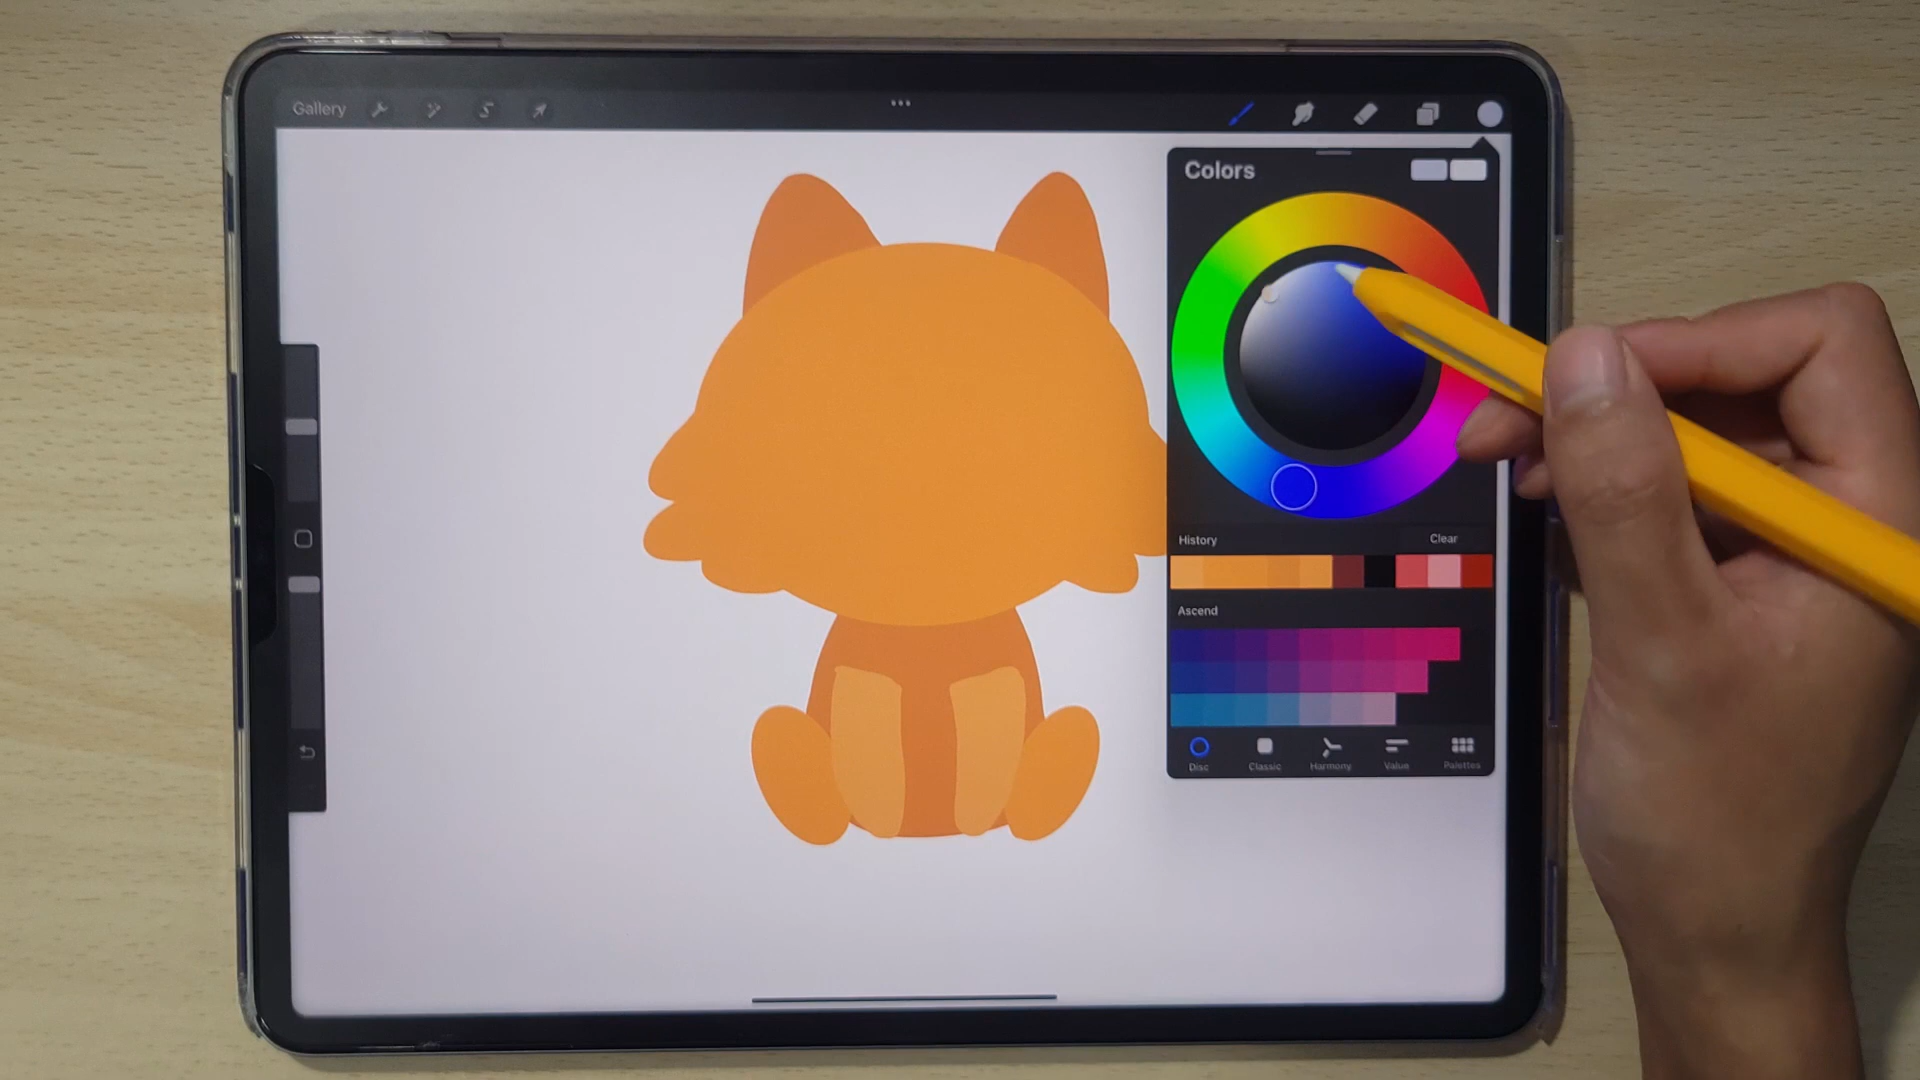 Gallery
Colors
History Clear
Ascend
Disc Classic Harmony Value Palettes